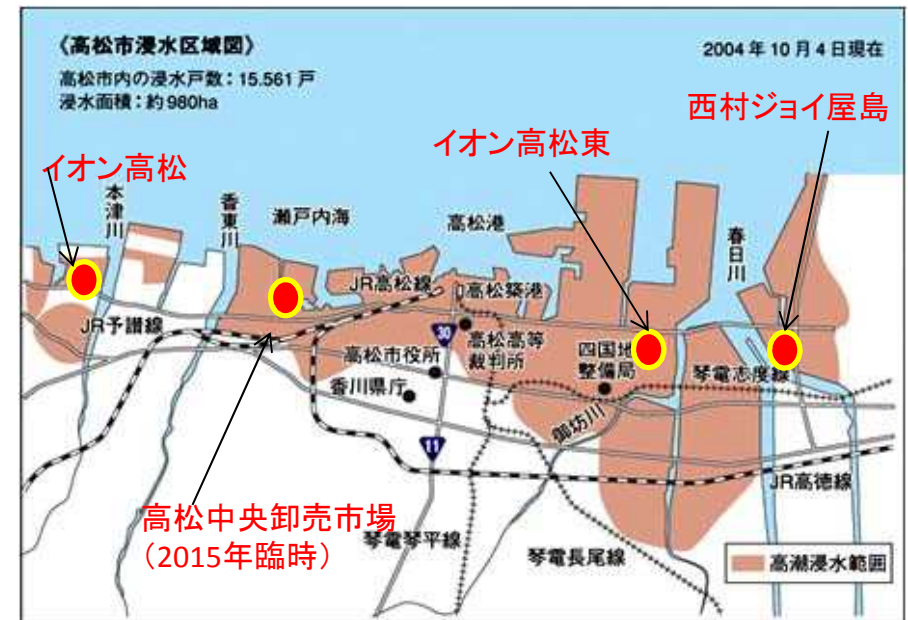 《高松市浸水区域図》
2004年10月4日現在
高松市内の浸水戸数：15.561戸
浸水面積：約980ha
西村ジョイ屋島
イオン高松東
イオン高松
本津川
香東川
瀬戸内海
高松港
春日川
JR高松線
高松築港
JR予讃線
30
高松高等
裁判所
高松市役所
四国地
整備局
琴電志度線
香川県庁
御坊川
11
JR高徳線
高松中央卸売市場
（2015年臨時）
琴電琴平線
琴電長尾線
高潮浸水範囲